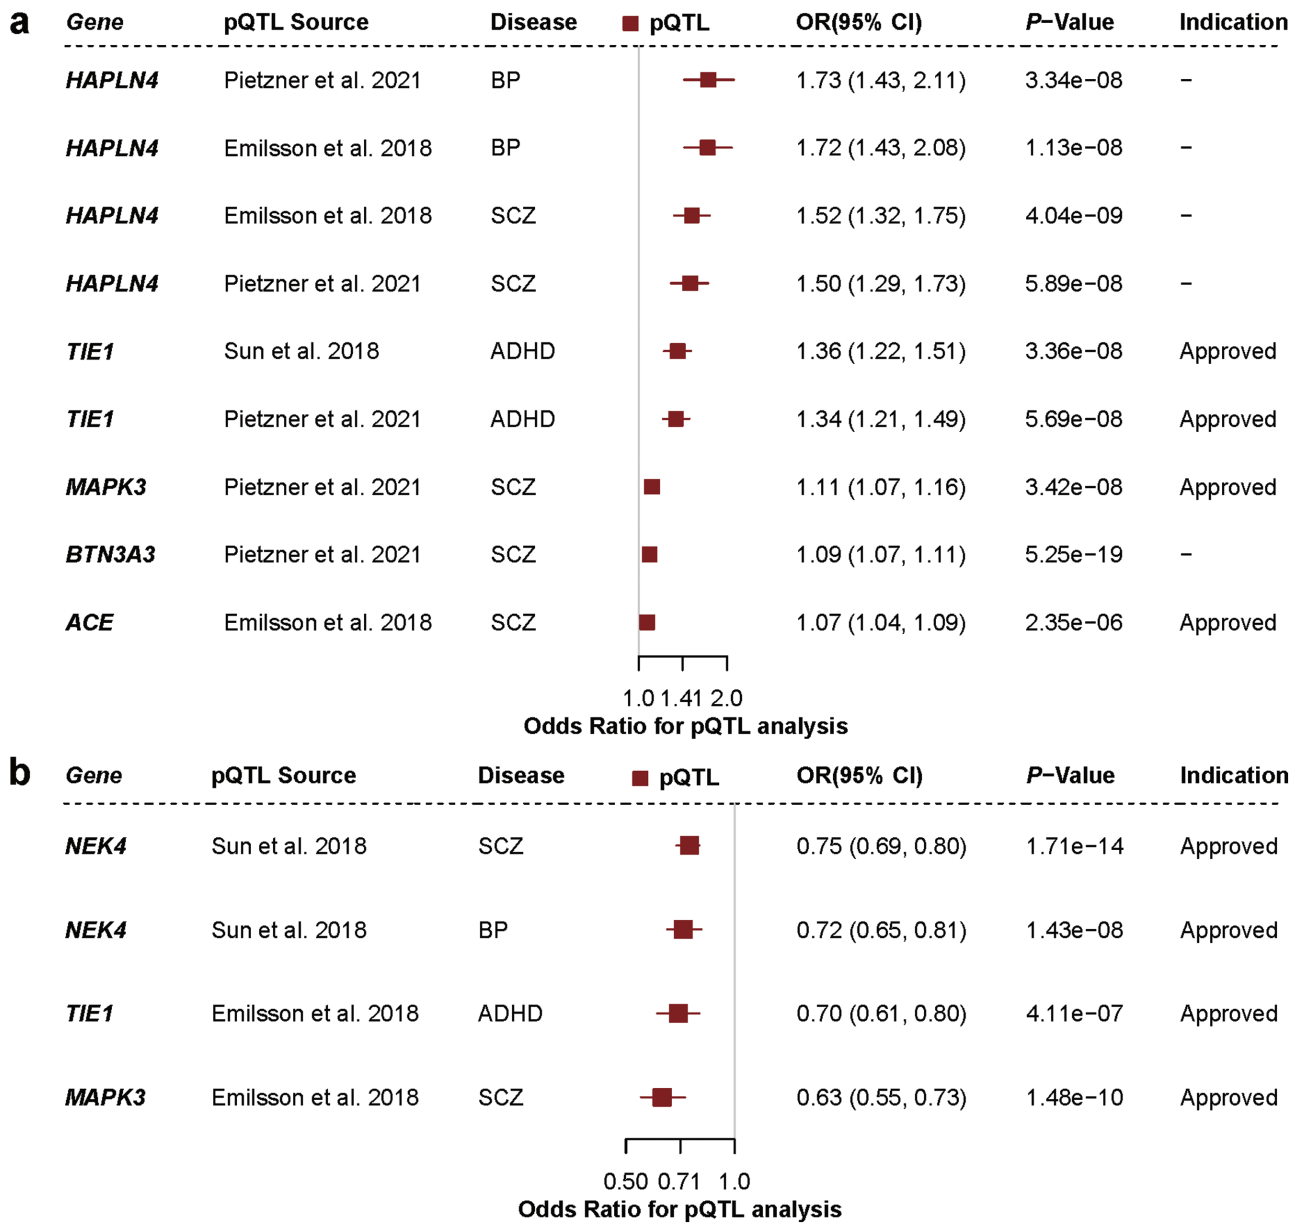 a Gene pQTL Source Disease pQTL OR(95% CI) P−Value Indication
HAPLN4 Pietzner et al. 2021 BP 1.73 (1.43, 2.11) 3.34e−08 −
HAPLN4 Emilsson et al. 2018 BP 1.72 (1.43, 2.08) 1.13e−08 −
HAPLN4 Emilsson et al. 2018 SCZ 1.52 (1.32, 1.75) 4.04e−09 −
HAPLN4 Pietzner et al. 2021 SCZ 1.50 (1.29, 1.73) 5.89e−08 −
TIE1 Sun et al. 2018 ADHD 1.36 (1.22, 1.51) 3.36e−08 Approved
TIE1 Pietzner et al. 2021 ADHD 1.34 (1.21, 1.49) 5.69e−08 Approved
MAPK3 Pietzner et al. 2021 SCZ 1.11 (1.07, 1.16) 3.42e−08 Approved
BTN3A3 Pietzner et al. 2021 SCZ 1.09 (1.07, 1.11) 5.25e−19 −
ACE Emilsson et al. 2018 SCZ 1.07 (1.04, 1.09) 2.35e−06 Approved
1.0 1.41 2.0
Odds Ratio for pQTL analysis
b Gene pQTL Source Disease pQTL OR(95% CI) P−Value Indication
NEK4 Sun et al. 2018 SCZ 0.75 (0.69, 0.80) 1.71e−14 Approved
NEK4 Sun et al. 2018 BP 0.72 (0.65, 0.81) 1.43e−08 Approved
TIE1 Emilsson et al. 2018 ADHD 0.70 (0.61, 0.80) 4.11e−07 Approved
MAPK3 Emilsson et al. 2018 SCZ 0.63 (0.55, 0.73) 1.48e−10 Approved
0.50 0.71 1.0
Odds Ratio for pQTL analysis